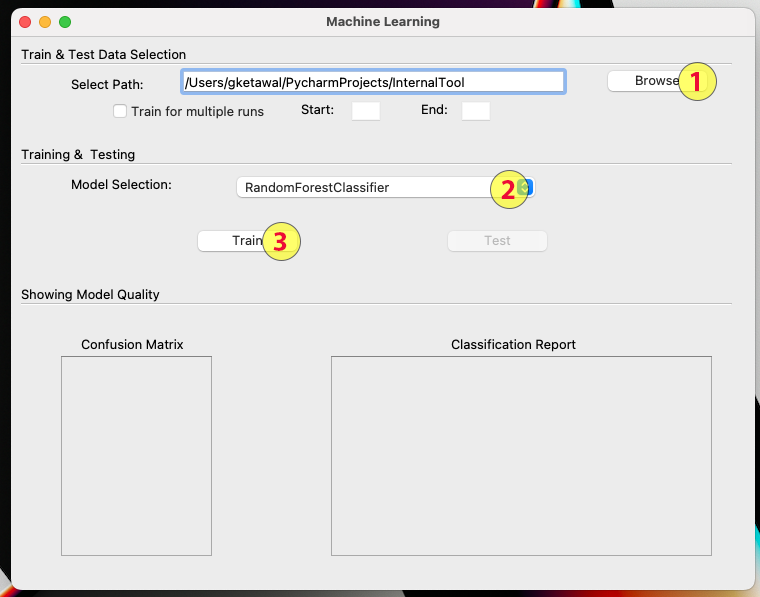 Machine Learning
Train & Test Data Selection
Select Path: /Users/gketawal/PycharmProjects/InternalTool Browse 1
Train for multiple runs Start: End:
Training & Testing
Model Selection: RandomForestClassifier 2
Train 3 Test
Showing Model Quality
Confusion Matrix Classification Report